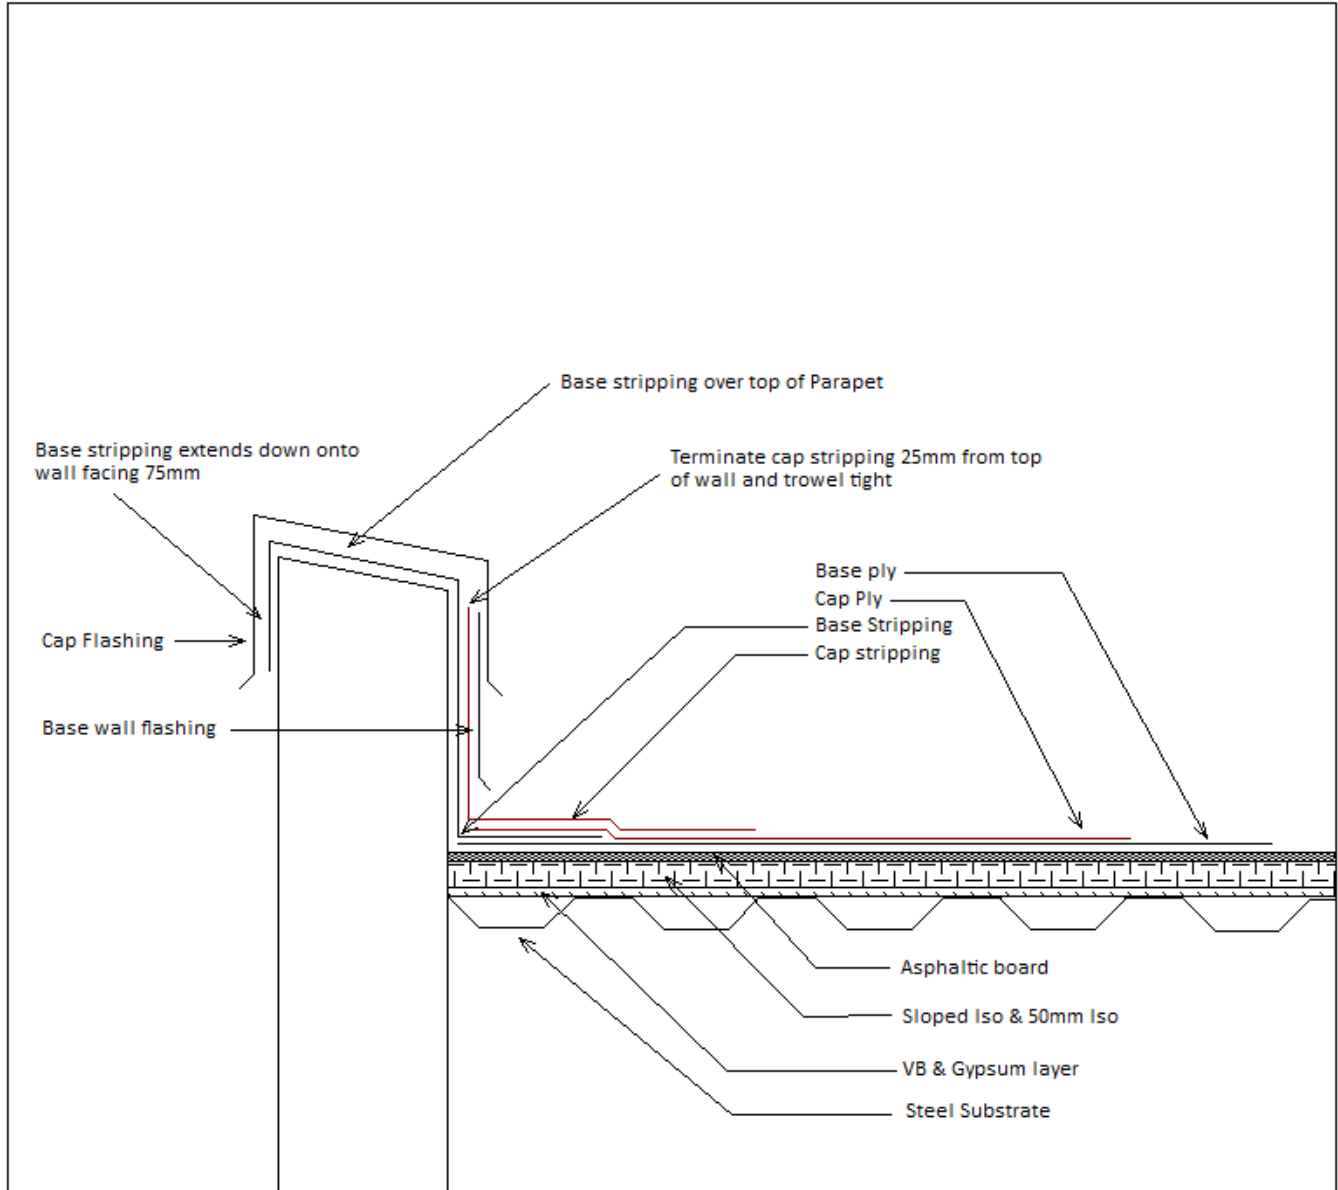 Base stripping over top of Parapet
Base stripping extends down onto
wall facing 75mm
Terminate cap stripping 25mm from top
of wall and trowel tight
Base ply
Cap Ply
Base Stripping
Cap stripping
Cap Flashing
Base wall flashing
Asphaltic board
Sloped Iso & 50mm Iso
VB & Gypsum layer
Steel Substrate